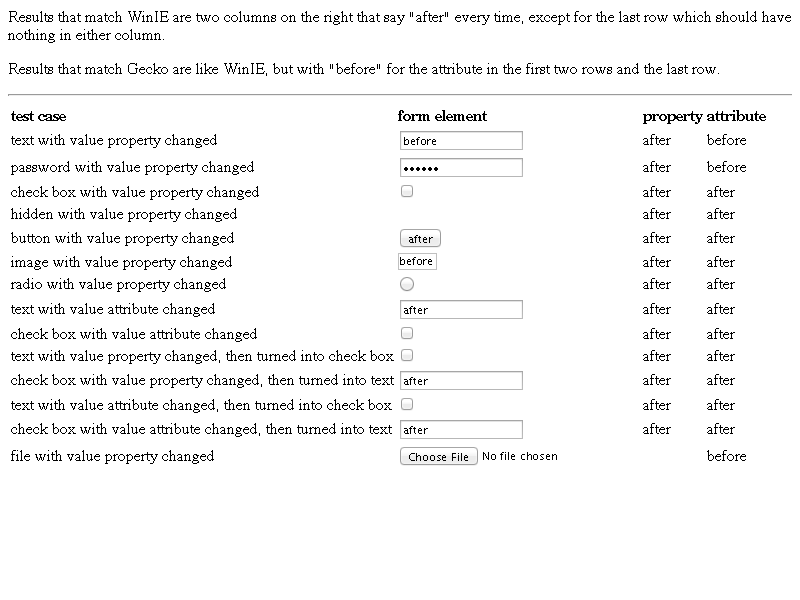 Results that match WinIE are two columns on the right that say "after" every time, except for the last row which should have
nothing in either column.
Results that match Gecko are like WinIE, but with "before" for the attribute in the first two rows and the last row.
test case form element property attribute
text with value property changed before after before
password with value property changed •••••• after before
check box with value property changed after after
hidden with value property changed after after
button with value property changed after after after
image with value property changed before after after
radio with value property changed after after
text with value attribute changed after after after
check box with value attribute changed after after
text with value property changed, then turned into check box after after
check box with value property changed, then turned into text after after after
text with value attribute changed, then turned into check box after after
check box with value attribute changed, then turned into text after after after
file with value property changed Choose File No file chosen before